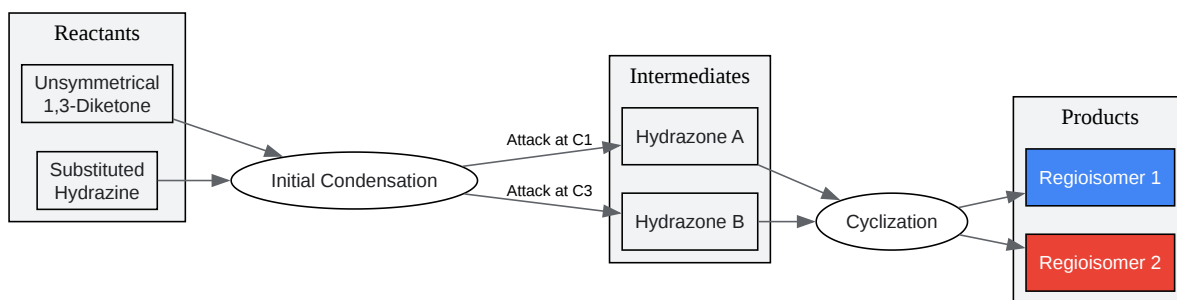 Reactants
Unsymmetrical
1,3-Diketone
Substituted
Hydrazine
Initial Condensation
Attack at C1
Attack at C3
Intermediates
Hydrazone A
Hydrazone B
Cyclization
Products
Regioisomer 1
Regioisomer 2